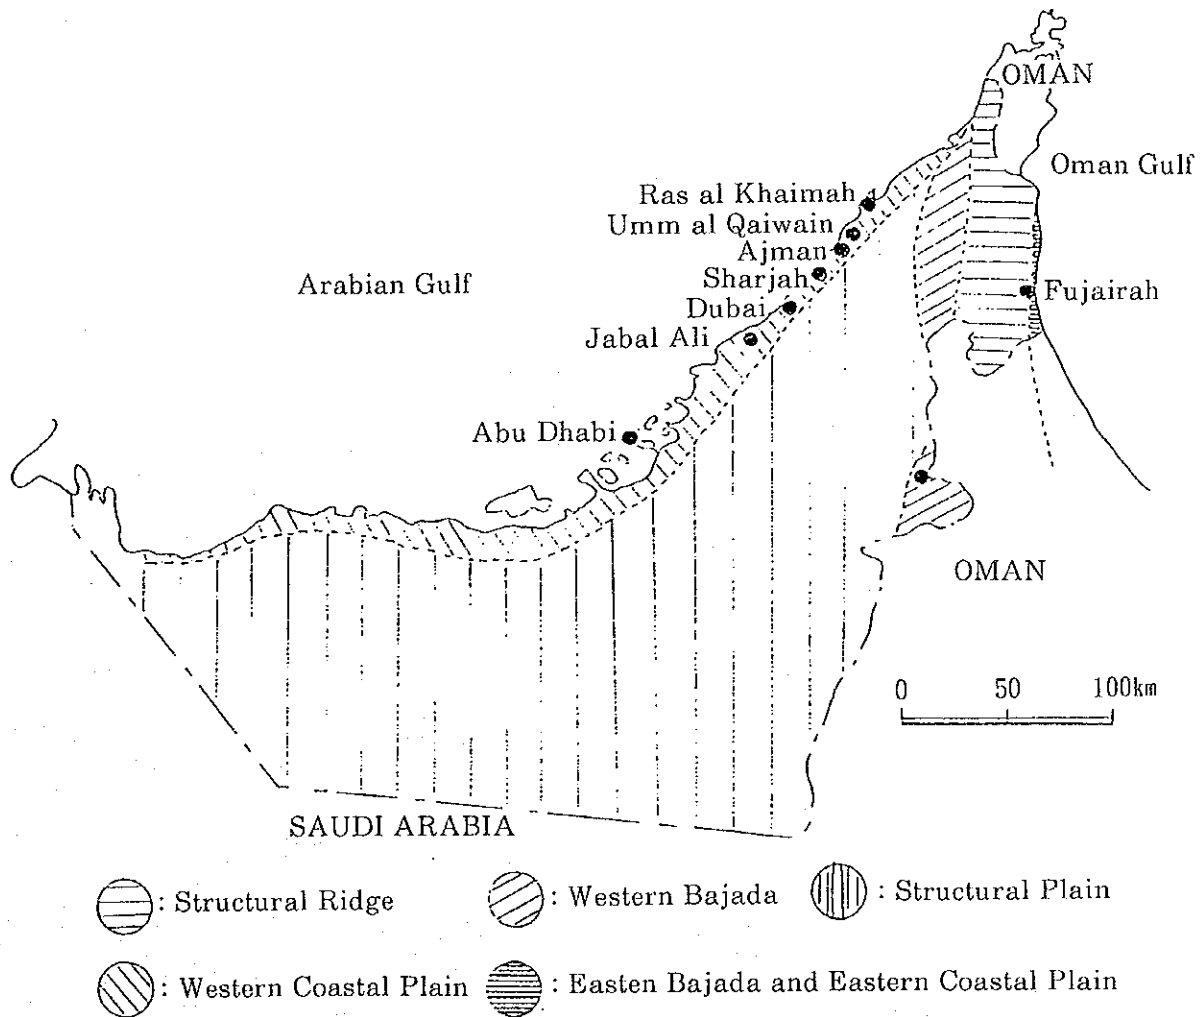 OMAN
Oman Gulf
Ras al Khaimah
Umm al Qaiwain
Ajman
Arabian Gulf
Sharjah
Dubai
Fujairah
Jabal Ali
Abu Dhabi
OMAN
0 50 100km
SAUDI ARABIA
: Structural Ridge
: Western Bajada
: Structural Plain
: Western Coastal Plain
: Easten Bajada and Eastern Coastal Plain